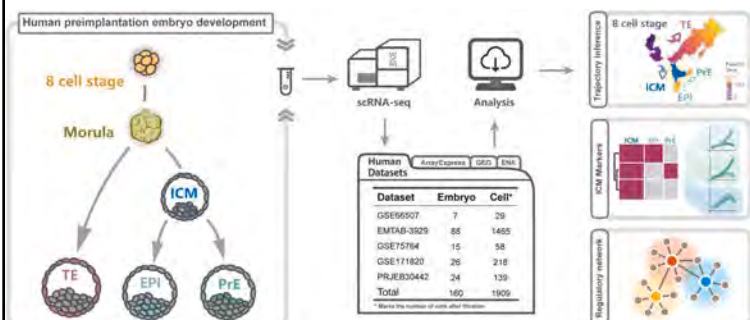 Human preimplantation embryo development
8 cell stage
Morula
ICM
TE
EPI
PrE
scRNA-seq
Analysis
Human Datasets
ArrayExpress
GEO
ENA
Dataset Embryo Cell*
GSE66507 7 29
EMTAB-3929 88 1465
GSE75764 15 58
GSE171820 26 218
PRJEB30442 24 139
Total 160 1909
* Marks the number of cells after filtration
Trajectory Inference
8 cell stage
TE
PrE
ICM
EPI
ICM Markers
ICM
EPI
PrE
Regulatory network